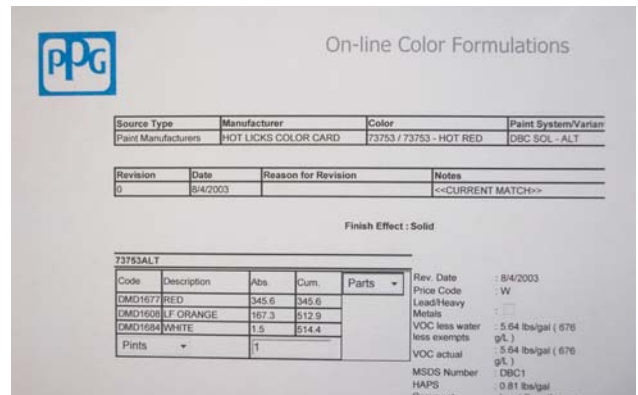 PPG
On-line Color Formulations
Source Type Manufacturer Color Paint System/Varian
Paint Manufacturers HOT LICKS COLOR CARD 73753 / 73753 - HOT RED DBC SOL - ALT
Revision Date Reason for Revision Notes
0 8/4/2003 <<CURRENT MATCH>>
Finish Effect : Solid
73753ALT
Code Description Abs. Cum. Parts
DMD1677 RED 345.6 345.6
DMD1608 LF ORANGE 167.3 512.9
DMD1684 WHITE 1.5 514.4
Pints 1
Rev. Date : 8/4/2003
Price Code : W
Lead/Heavy
Metals :
VOC less water : 5.64 lbs/gal ( 676
less exempts g/L )
VOC actual : 5.64 lbs/gal ( 676
g/L )
MSDS Number : DBC1
HAPS : 0.81 lbs/gal